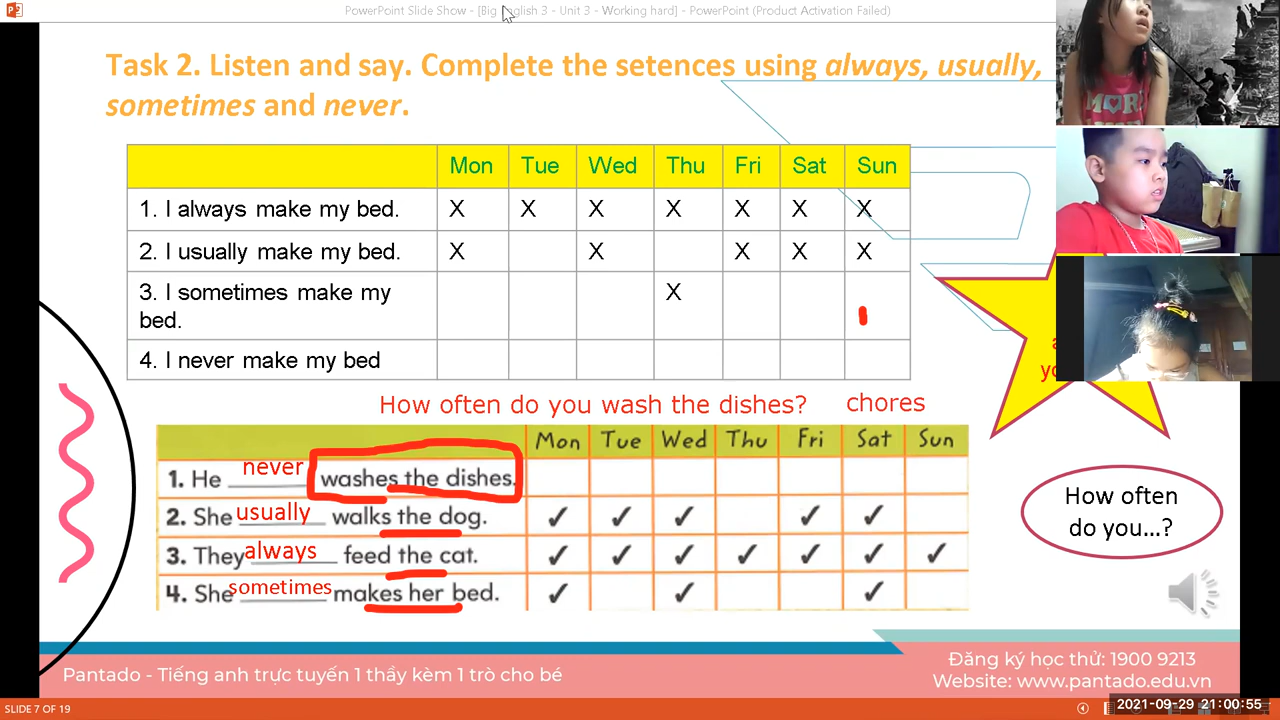 PowerPoint Slide Show - [Big English 3 - Unit 3 - Working hard] - PowerPoint (Product Activation Failed)
Task 2. Listen and say. Complete the setences using always, usually,
sometimes and never.
Mon Tue Wed Thu Fri Sat Sun
1. I always make my bed. X X X X X X X
2. I usually make my bed. X X X X X
3. I sometimes make my X
bed.
4. I never make my bed
How often do you wash the dishes? chores
Mon Tue Wed Thu Fri Sat Sun
1. He never washes the dishes.
2. She usually walks the dog. ✓ ✓ ✓ ✓ ✓
3. They always feed the cat. ✓ ✓ ✓ ✓ ✓ ✓ ✓
4. She sometimes makes her bed. ✓ ✓ ✓
How often
do you...?
Pantado - Tiếng anh trực tuyến 1 thầy kèm 1 trò cho bé
Đăng ký học thử: 1900 9213
Website: www.pantado.edu.vn
SLIDE 7 OF 19
2021-09-29 21:00:55